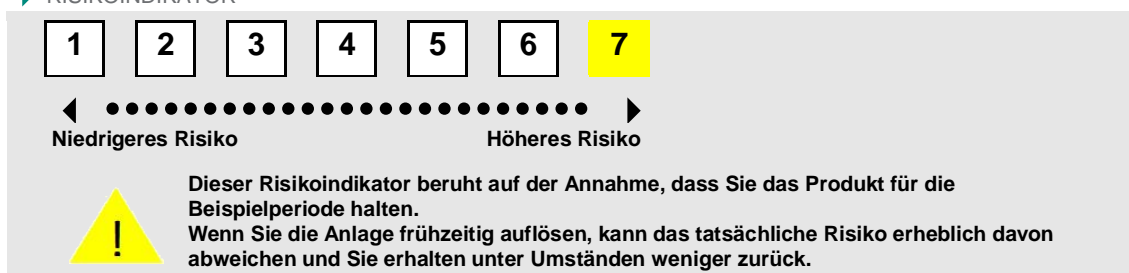 RISIKOINDIKATOR
1 2 3 4 5 6 7
Niedrigeres Risiko Höheres Risiko
!
Dieser Risikoindikator beruht auf der Annahme, dass Sie das Produkt für die
Beispielperiode halten.
Wenn Sie die Anlage frühzeitig auflösen, kann das tatsächliche Risiko erheblich davon
abweichen und Sie erhalten unter Umständen weniger zurück.